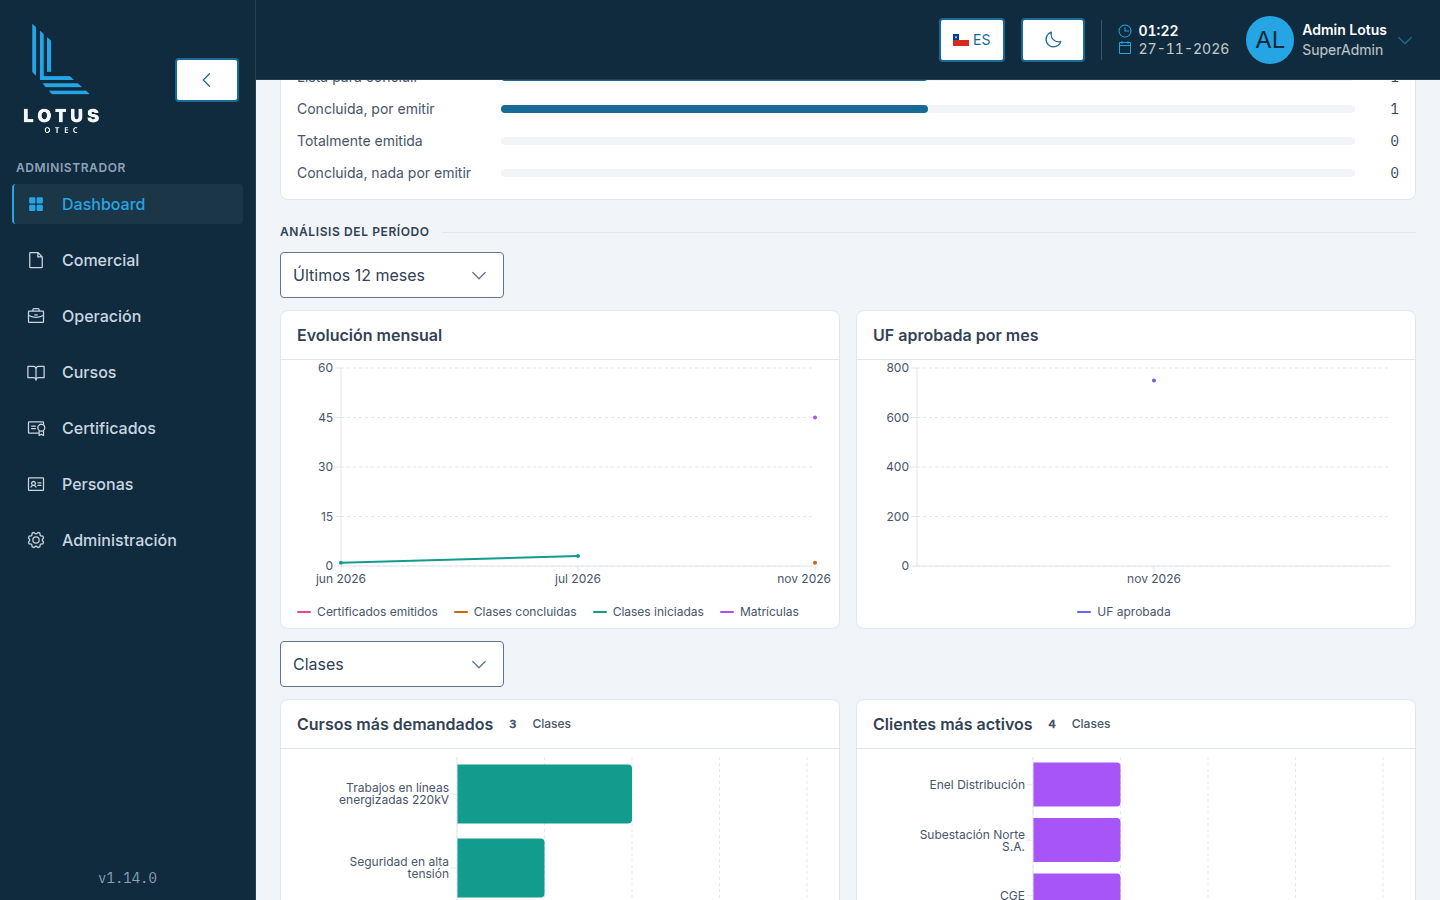 LOTUS
OTEC
ES
01:22
27-11-2026
AL
Admin Lotus
SuperAdmin
ADMINISTRADOR
Dashboard
Comercial
Operación
Cursos
Certificados
Personas
Administración
v1.14.0
Concluida, por emitir 1
Totalmente emitida 0
Concluida, nada por emitir 0
ANÁLISIS DEL PERÍODO
Últimos 12 meses
Evolución mensual
60
45
30
15
0
jun 2026 jul 2026 nov 2026
Certificados emitidos Clases concluidas Clases iniciadas Matrículas
UF aprobada por mes
800
600
400
200
0
nov 2026
UF aprobada
Clases
Cursos más demandados 3 Clases
Trabajos en líneas
energizadas 220kV
Seguridad en alta
tensión
Clientes más activos 4 Clases
Enel Distribución
Subestación Norte
S.A.
CGE